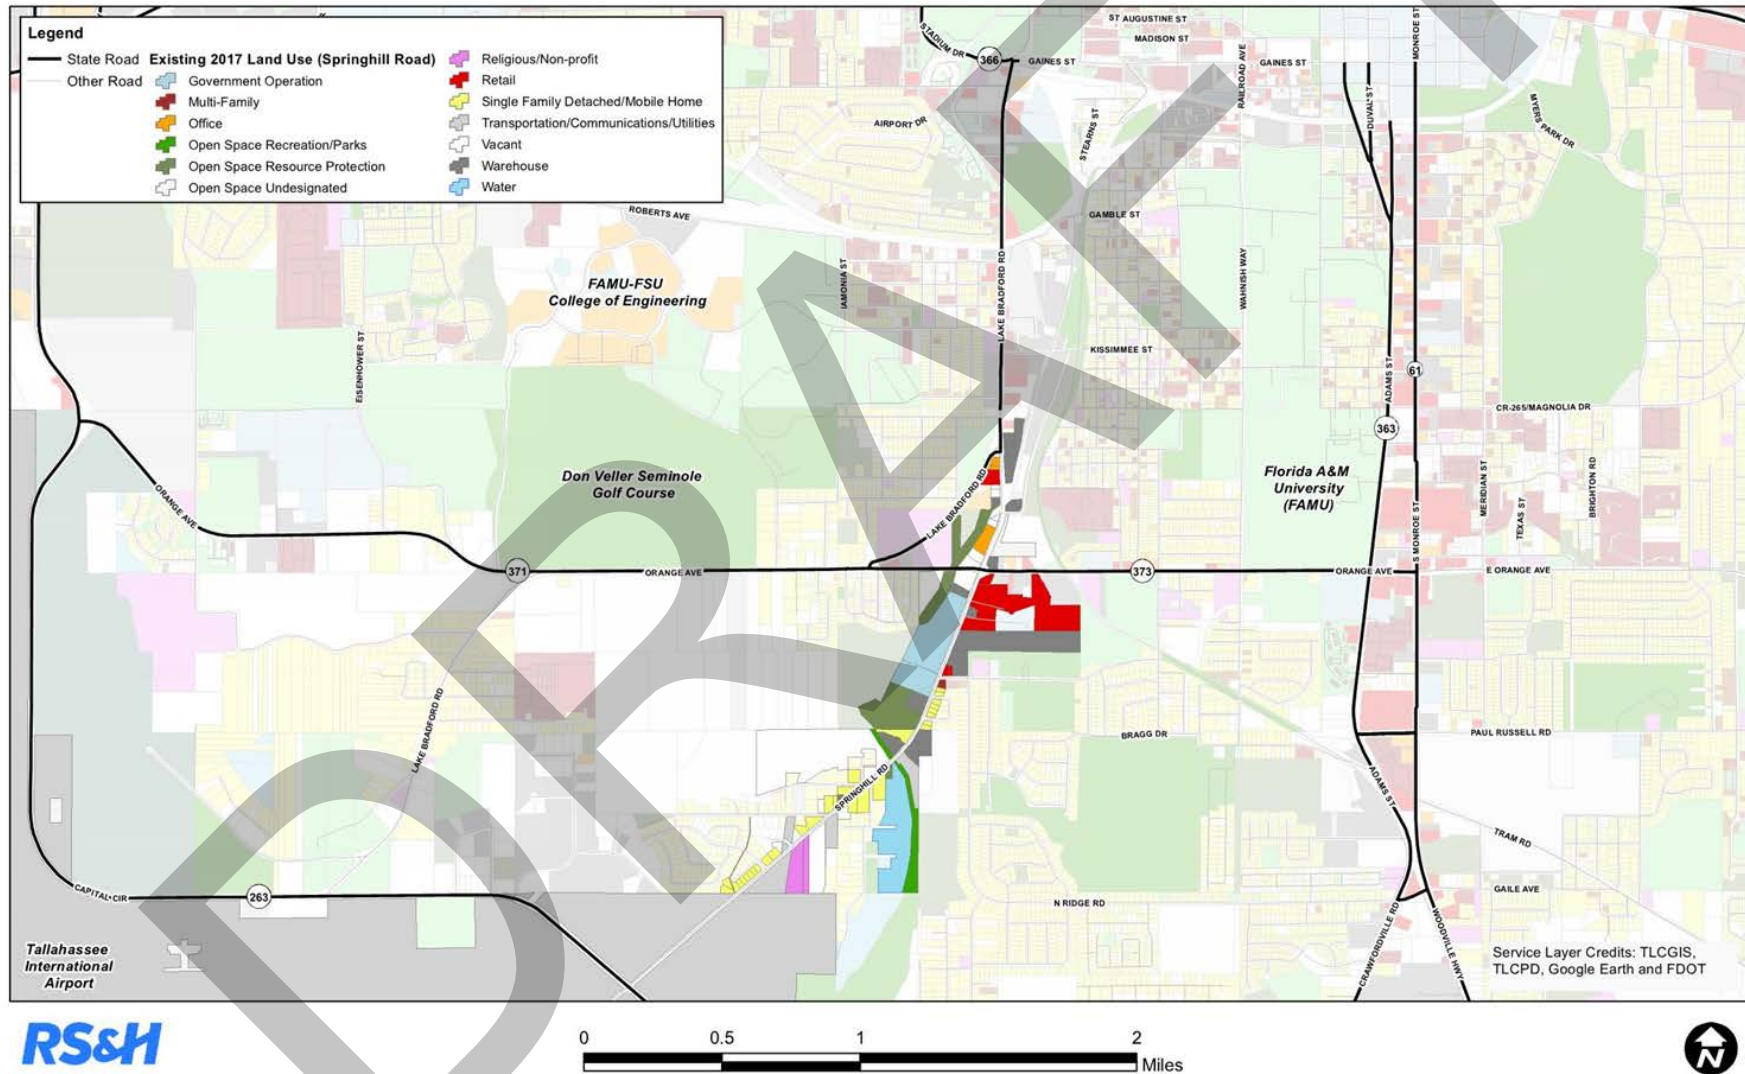 Legend
State Road
Other Road
Existing 2017 Land Use (Springhill Road)
Government Operation
Multi-Family
Office
Open Space Recreation/Parks
Open Space Resource Protection
Open Space Undesignated
Religious/Non-profit
Retail
Single Family Detached/Mobile Home
Transportation/Communications/Utilities
Vacant
Warehouse
Water
STADIUM DR
366
GAINES ST
ST AUGUSTINE ST
MADISON ST
RAILROAD AVE
GAINES ST
MONROE ST
DUVAL ST
MYERS PARK DR
AIRPORT DR
STEARNS ST
ROBERTS AVE
GAMBLE ST
FAMU-FSU
College of Engineering
IAMONIA ST
LAKE BRADFORD RD
WAHNISH WAY
EISENHOWER ST
KISSIMMEE ST
ADAMS ST
61
CR-265/MAGNOLIA DR
363
Don Veller Seminole
Golf Course
LAKE BRADFORD RD
Florida A&M
University
(FAMU)
MERIDIAN ST
TEXAS ST
BRIGHTON RD
S MONROE ST
ORANGE AVE
371
ORANGE AVE
373
ORANGE AVE
E ORANGE AVE
LAKE BRADFORD RD
BRAGG DR
PAUL RUSSELL RD
SPRINGHILL RD
ADAMS ST
TRAM RD
CAPITAL CIR
263
N RIDGE RD
GAILE AVE
CRAWFORDVILLE RD
WOODVILLE HWY
Tallahassee
International
Airport
Service Layer Credits: TLCGIS,
TLCPD, Google Earth and FDOT
DRAFT
RS&H
0 0.5 1 2
Miles
N